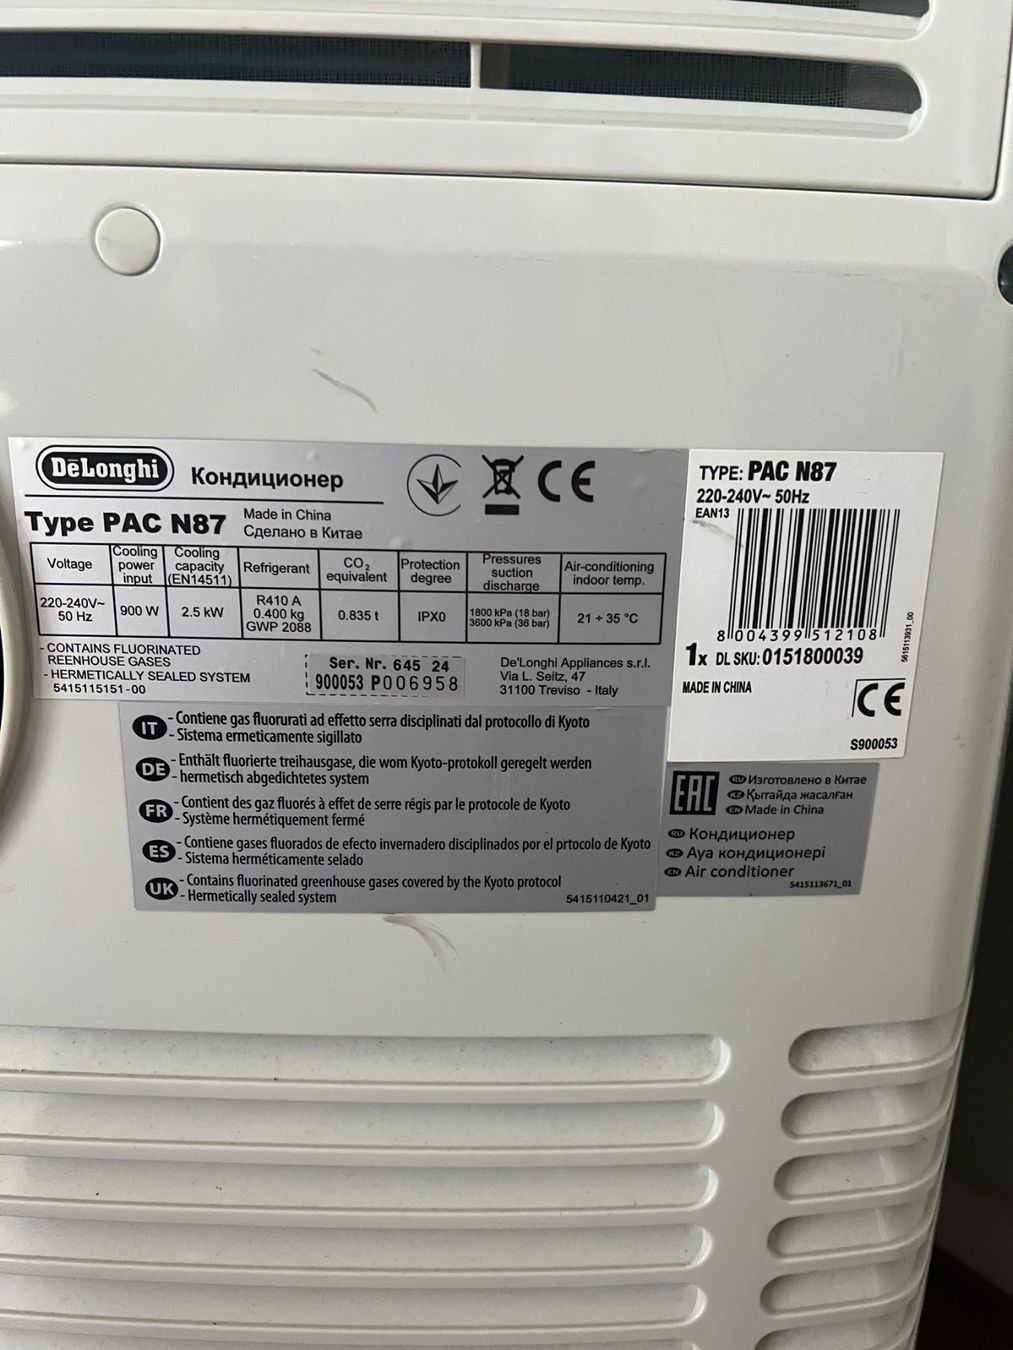 DeLonghi
Кондиционер
CE
Type PAC N87
Made in China
Сделано в Китае
Voltage
Cooling power input
Cooling capacity (EN14511)
Refrigerant
CO2 equivalent
Protection degree
Pressures suction discharge
Air-conditioning indoor temp.
220-240V~ 50 Hz
900 W
2.5 kW
R410 A 0.400 kg GWP 2088
0.835 t
IPX0
1800 kPa (18 bar) 3600 kPa (36 bar)
21 ÷ 35 °C
- CONTAINS FLUORINATED
REENHOUSE GASES
- HERMETICALLY SEALED SYSTEM
5415115151-00
Ser. Nr. 645 24
900053 P006958
De'Longhi Appliances s.r.l.
Via L. Seitz, 47
31100 Treviso - Italy
TYPE: PAC N87
220-240V~ 50Hz
EAN13
8 004399 512108
5615113931_00
1x DL SKU: 0151800039
MADE IN CHINA
CE
S900053
IT - Contiene gas fluorurati ad effetto serra disciplinati dal protocollo di Kyoto
- Sistema ermeticamente sigillato
DE - Enthält fluorierte treihausgase, die wom Kyoto-protokoll geregelt werden
- hermetisch abgedichtetes system
FR - Contient des gaz fluorés à effet de serre régis par le protocole de Kyoto
- Système hermétiquement fermé
ES - Contiene gases fluorados de efecto invernadero disciplinados por el prtocolo de Kyoto
- Sistema herméticamente selado
UK - Contains fluorinated greenhouse gases covered by the Kyoto protocol
- Hermetically sealed system
5415110421_01
EAC
RU Изготовлено в Китае
KZ Қытайда жасалған
EN Made in China
RU Кондиционер
KZ Ауа кондиционері
EN Air conditioner
5415113671_01